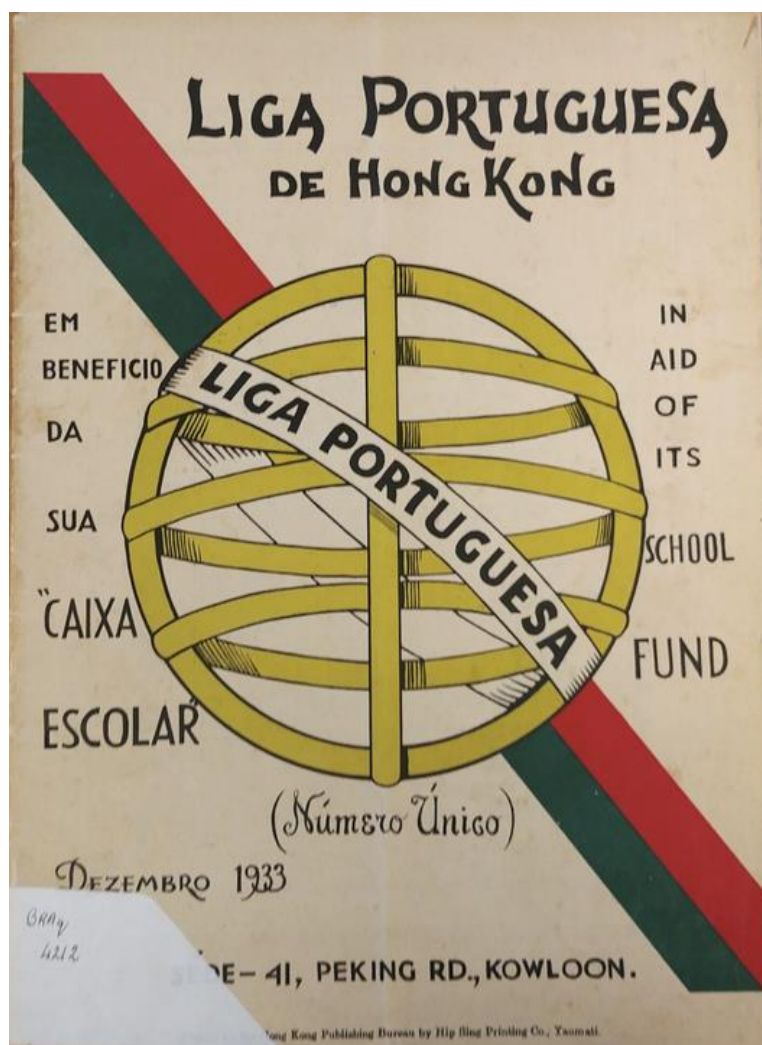 LIGA PORTUGUESA
DE HONG KONG
EM
BENEFICIO
DA
SUA
"CAIXA
ESCOLAR"
IN
AID
OF
ITS
SCHOOL
FUND
LIGA PORTUGUESA
(Número Único)
DEZEMBRO 1933
BRAq
4212
SÉDE-41, PEKING RD., KOWLOON.
Hong Kong Publishing Bureau by Hip Sing Printing Co., Yaumati.